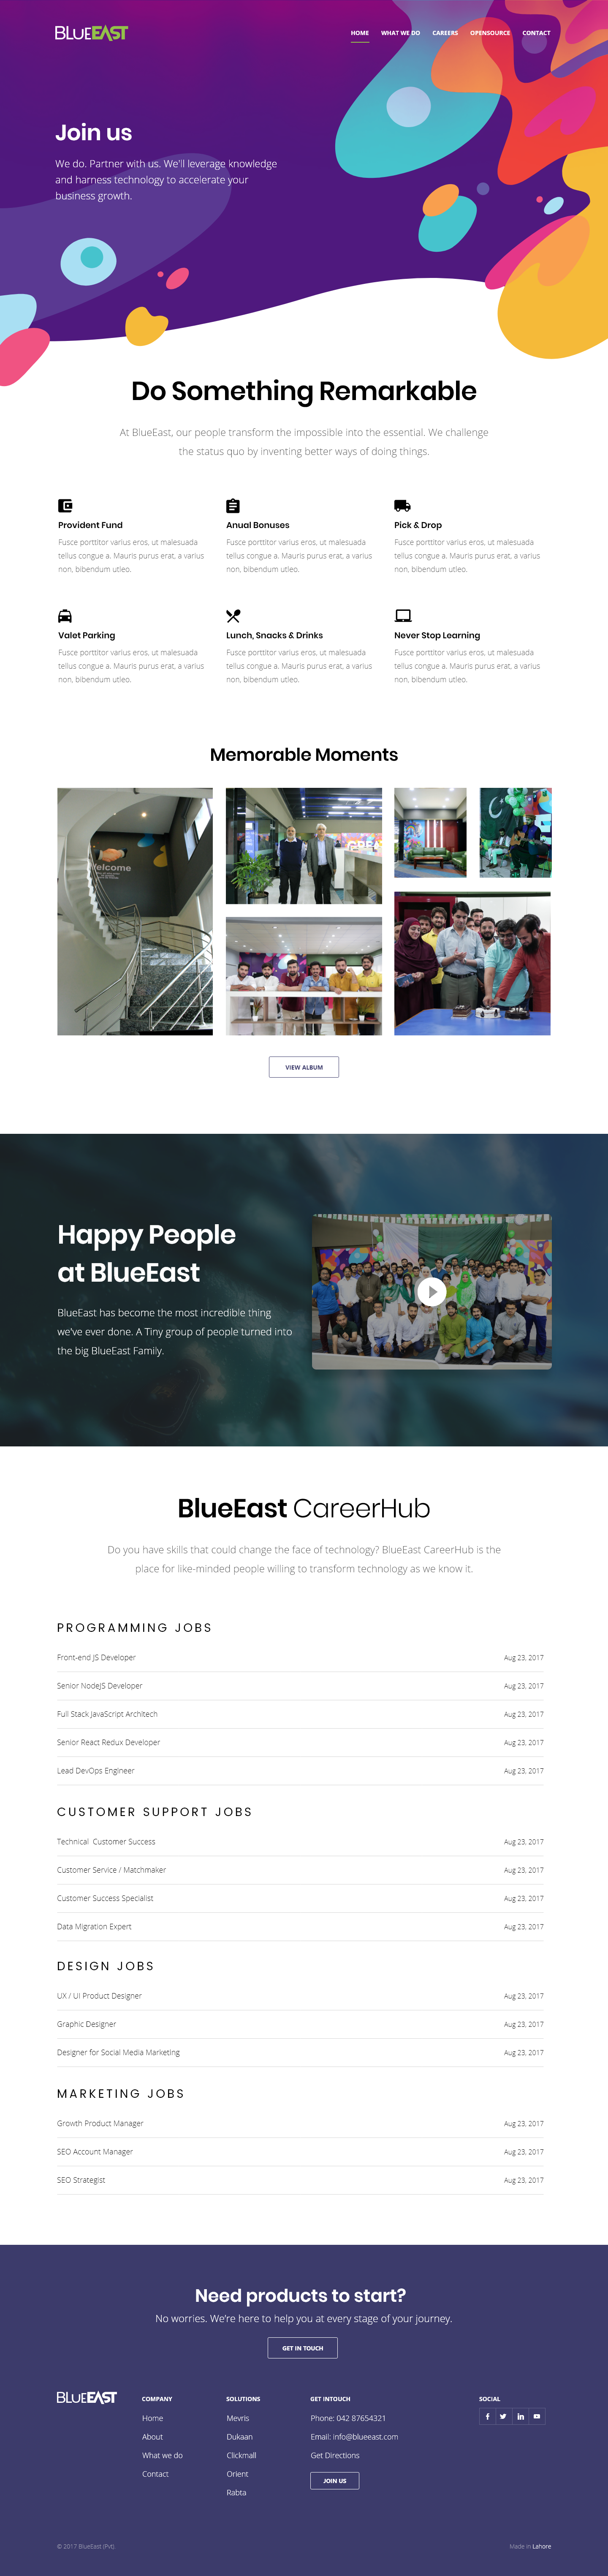 BLUEEAST
HOME WHAT WE DO CAREERS OPENSOURCE CONTACT
Join us
We do. Partner with us. We'll leverage knowledge
and harness technology to accelerate your
business growth.
Do Something Remarkable
At BlueEast, our people transform the impossible into the essential. We challenge
the status quo by inventing better ways of doing things.
Provident Fund
Fusce porttitor varius eros, ut malesuada
tellus congue a. Mauris purus erat, a varius
non, bibendum utleo.
Anual Bonuses
Fusce porttitor varius eros, ut malesuada
tellus congue a. Mauris purus erat, a varius
non, bibendum utleo.
Pick & Drop
Fusce porttitor varius eros, ut malesuada
tellus congue a. Mauris purus erat, a varius
non, bibendum utleo.
Valet Parking
Fusce porttitor varius eros, ut malesuada
tellus congue a. Mauris purus erat, a varius
non, bibendum utleo.
Lunch, Snacks & Drinks
Fusce porttitor varius eros, ut malesuada
tellus congue a. Mauris purus erat, a varius
non, bibendum utleo.
Never Stop Learning
Fusce porttitor varius eros, ut malesuada
tellus congue a. Mauris purus erat, a varius
non, bibendum utleo.
Memorable Moments
Welcome
VIEW ALBUM
Happy People
at BlueEast
BlueEast has become the most incredible thing
we've ever done. A Tiny group of people turned into
the big BlueEast Family.
BlueEast CareerHub
Do you have skills that could change the face of technology? BlueEast CareerHub is the
place for like-minded people willing to transform technology as we know it.
PROGRAMMING JOBS
Front-end JS Developer Aug 23, 2017
Senior NodeJS Developer Aug 23, 2017
Full Stack JavaScript Architech Aug 23, 2017
Senior React Redux Developer Aug 23, 2017
Lead DevOps Engineer Aug 23, 2017
CUSTOMER SUPPORT JOBS
Technical Customer Success Aug 23, 2017
Customer Service / Matchmaker Aug 23, 2017
Customer Success Specialist Aug 23, 2017
Data Migration Expert Aug 23, 2017
DESIGN JOBS
UX / UI Product Designer Aug 23, 2017
Graphic Designer Aug 23, 2017
Designer for Social Media Marketing Aug 23, 2017
MARKETING JOBS
Growth Product Manager Aug 23, 2017
SEO Account Manager Aug 23, 2017
SEO Strategist Aug 23, 2017
Need products to start?
No worries. We're here to help you at every stage of your journey.
GET IN TOUCH
BLUEEAST
COMPANY
Home
About
What we do
Contact
SOLUTIONS
Mevris
Dukaan
Clickmall
Orient
Rabta
GET INTOUCH
Phone: 042 87654321
Email: info@blueeast.com
Get Directions
JOIN US
SOCIAL
© 2017 BlueEast (Pvt).
Made in Lahore